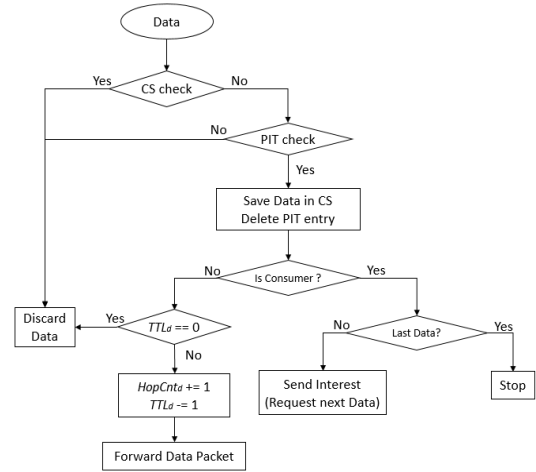 Data
Yes
CS check
No
No
PIT check
Yes
Save Data in CS
Delete PIT entry
No
Is Consumer ?
Yes
Discard
Data
Yes
TTLd == 0
No
No
Last Data?
Yes
HopCntd += 1
TTLd -= 1
Send Interest
(Request next Data)
Stop
Forward Data Packet